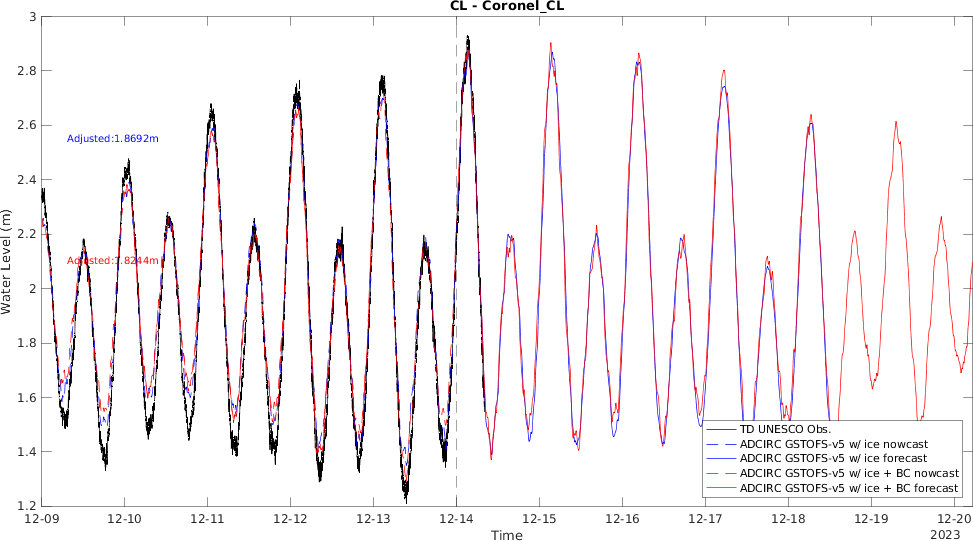 CL - Coronel_CL
3
2.8
2.6
2.4
2.2
2
1.8
1.6
1.4
1.2
Water Level (m)
Adjusted:1.8692m
Adjusted:1.8244m
TD UNESCO Obs.
ADCIRC GSTOFS-v5 w/ ice nowcast
ADCIRC GSTOFS-v5 w/ ice forecast
ADCIRC GSTOFS-v5 w/ ice + BC nowcast
ADCIRC GSTOFS-v5 w/ ice + BC forecast
12-09 12-10 12-11 12-12 12-13 12-14 12-15 12-16 12-17 12-18 12-19 12-20
Time
2023